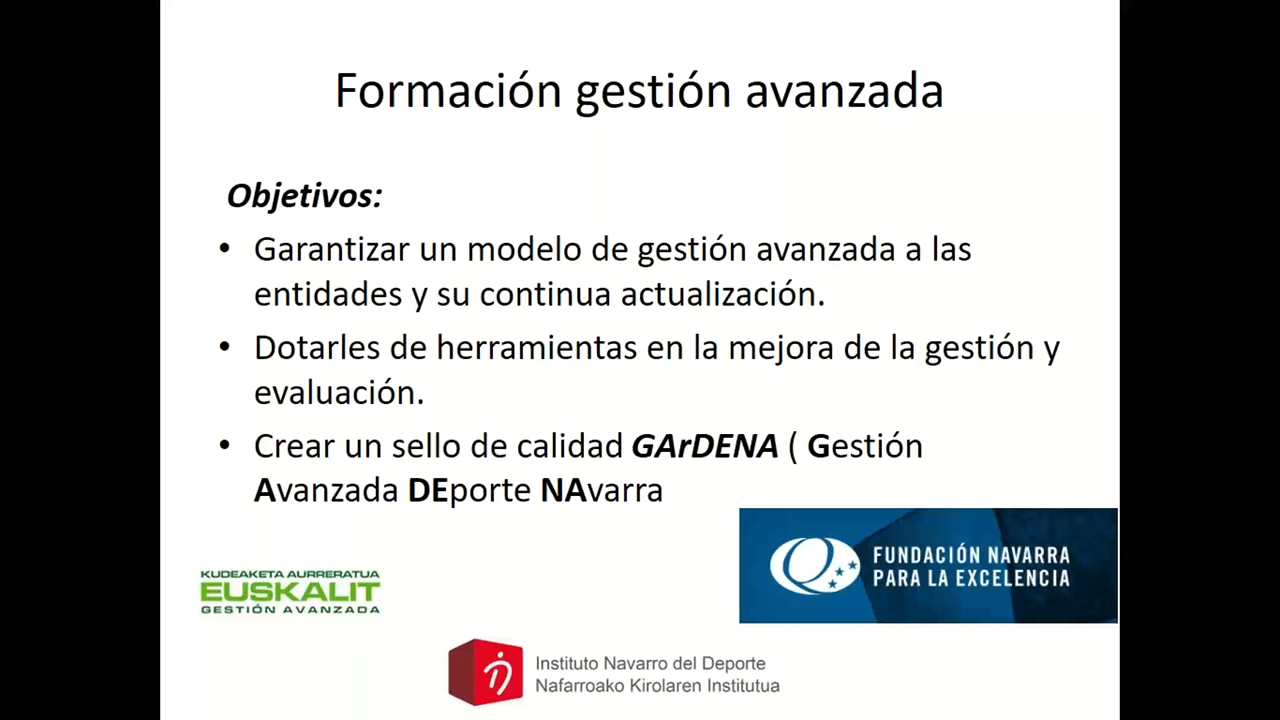 Formación gestión avanzada
Objetivos:
• Garantizar un modelo de gestión avanzada a las
entidades y su continua actualización.
• Dotarles de herramientas en la mejora de la gestión y
evaluación.
• Crear un sello de calidad GArDENA ( Gestión
Avanzada DEporte NAvarra
FUNDACIÓN NAVARRA
PARA LA EXCELENCIA
KUDEAKETA AURRERATUA
EUSKALIT
GESTIÓN AVANZADA
Instituto Navarro del Deporte
Nafarroako Kirolaren Institutua